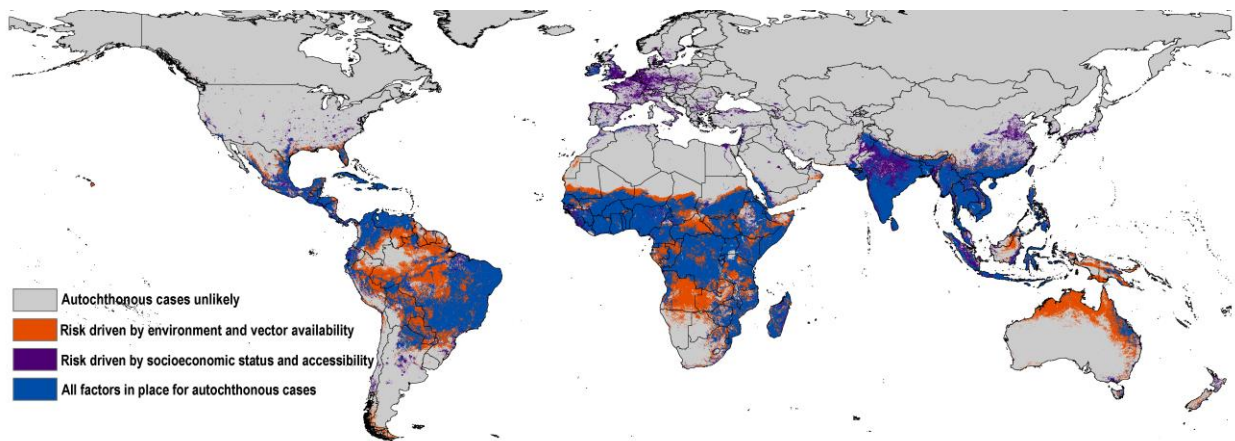 Autochthonous cases unlikely
Risk driven by environment and vector availability
Risk driven by socioeconomic status and accessibility
All factors in place for autochthonous cases